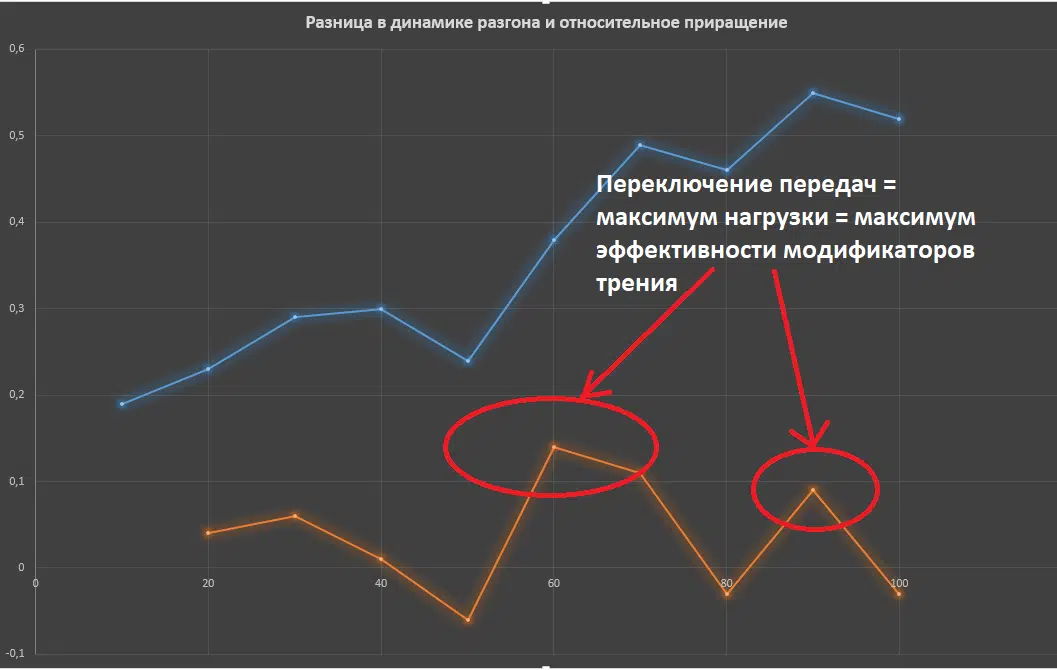 Разница в динамике разгона и относительное приращение
0,6
0,5
0,4
0,3
0,2
0,1
0
-0,1
Переключение передач =
максимум нагрузки = максимум
эффективности модификаторов
трения
0
20
40
60
80
100